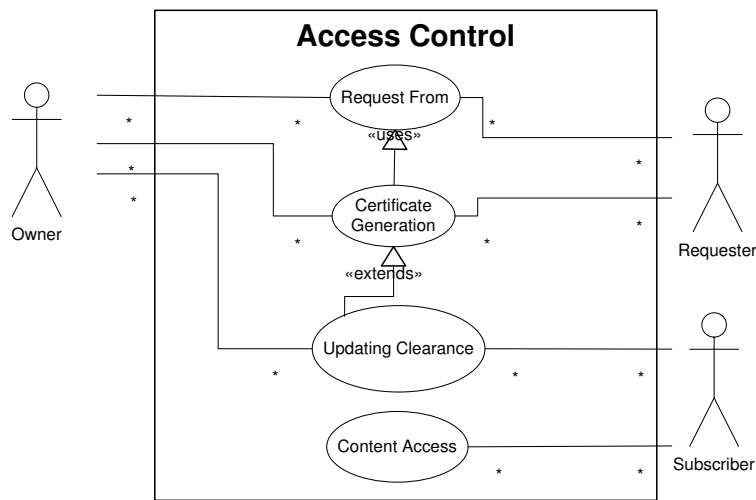 Access Control
Request From
*
*
*
«uses»
*
*
Owner
*
Certificate
Generation
*
*
*
Requester
«extends»
Updating Clearance
*
*
*
Content Access
Subscriber
*
*